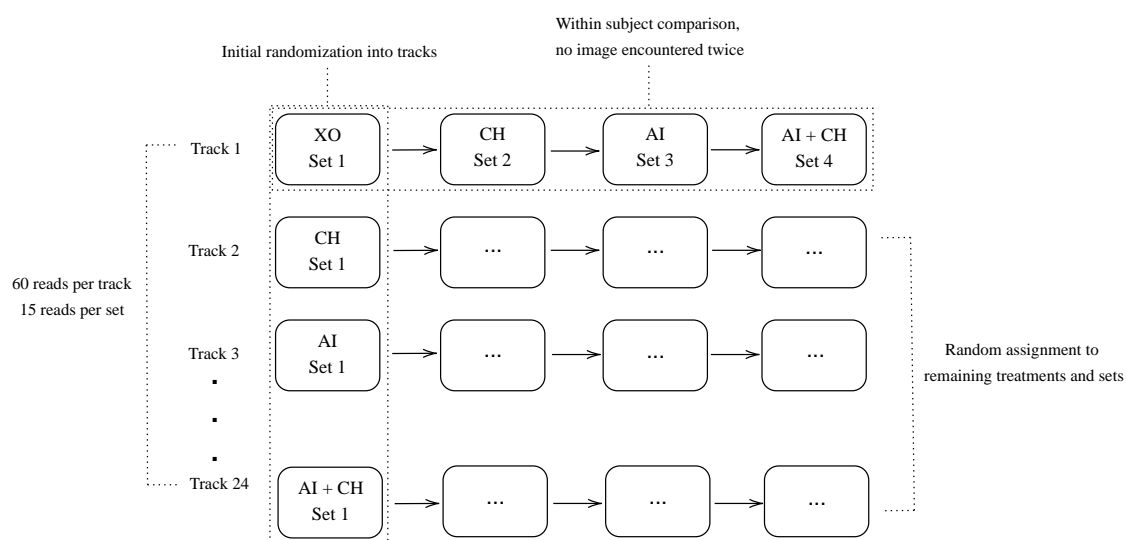 Within subject comparison,
no image encountered twice
Initial randomization into tracks
Track 1
XO
Set 1
CH
Set 2
AI
Set 3
AI + CH
Set 4
Track 2
CH
Set 1
...
...
...
60 reads per track
15 reads per set
Track 3
AI
Set 1
...
...
...
Random assignment to
remaining treatments and sets
Track 24
AI + CH
Set 1
...
...
...